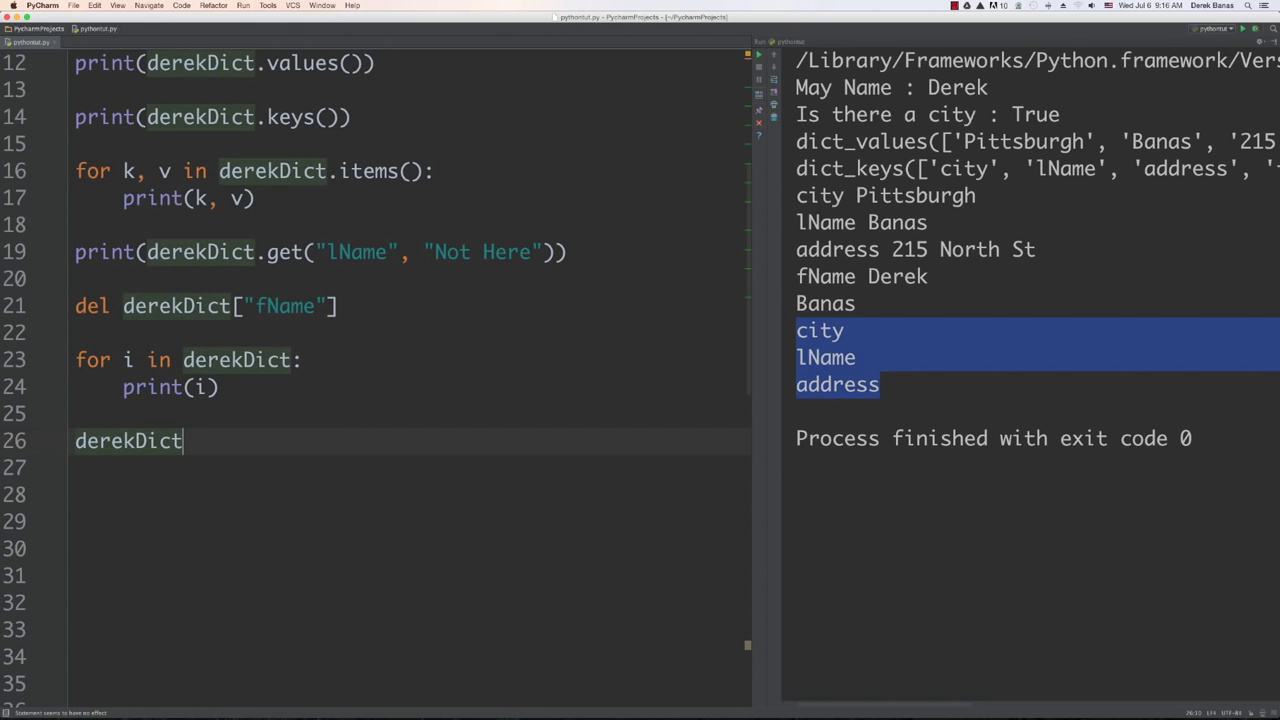 PyCharm File Edit View Navigate Code Refactor Run Tools VCS Window Help 10 Wed Jul 6 9:16 AM Derek Banas
pythontut.py - PycharmProjects - [~/PycharmProjects]
PycharmProjects pythontut.py pythontut
pythontut.py Run pythontut
12 print(derekDict.values())
13
14 print(derekDict.keys())
15
16 for k, v in derekDict.items():
17 print(k, v)
18
19 print(derekDict.get("lName", "Not Here"))
20
21 del derekDict["fName"]
22
23 for i in derekDict:
24 print(i)
25
26 derekDict
27
28
29
30
31
32
33
34
35
/Library/Frameworks/Python.framework/Vers
May Name : Derek
Is there a city : True
dict_values(['Pittsburgh', 'Banas', '215
dict_keys(['city', 'lName', 'address', '
city Pittsburgh
lName Banas
address 215 North St
fName Derek
Banas
city
lName
address
Process finished with exit code 0
Statement seems to have no effect 26:10 LF÷ UTF-8÷